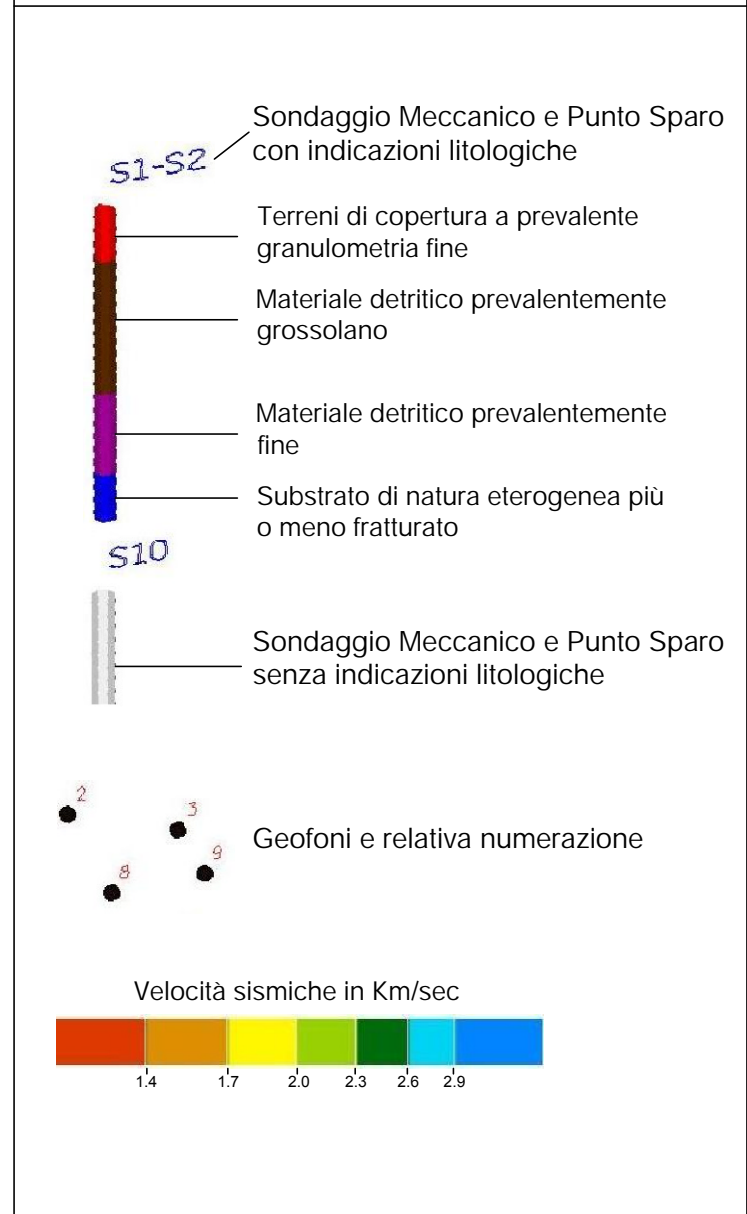 Sondaggio Meccanico e Punto Sparo
con indicazioni litologiche
S1-S2
Terreni di copertura a prevalente
granulometria fine
Materiale detritico prevalentemente
grossolano
Materiale detritico prevalentemente
fine
Substrato di natura eterogenea più
o meno fratturato
S10
Sondaggio Meccanico e Punto Sparo
senza indicazioni litologiche
2
3
9
8
Geofoni e relativa numerazione
Velocità sismiche in Km/sec
1.4 1.7 2.0 2.3 2.6 2.9